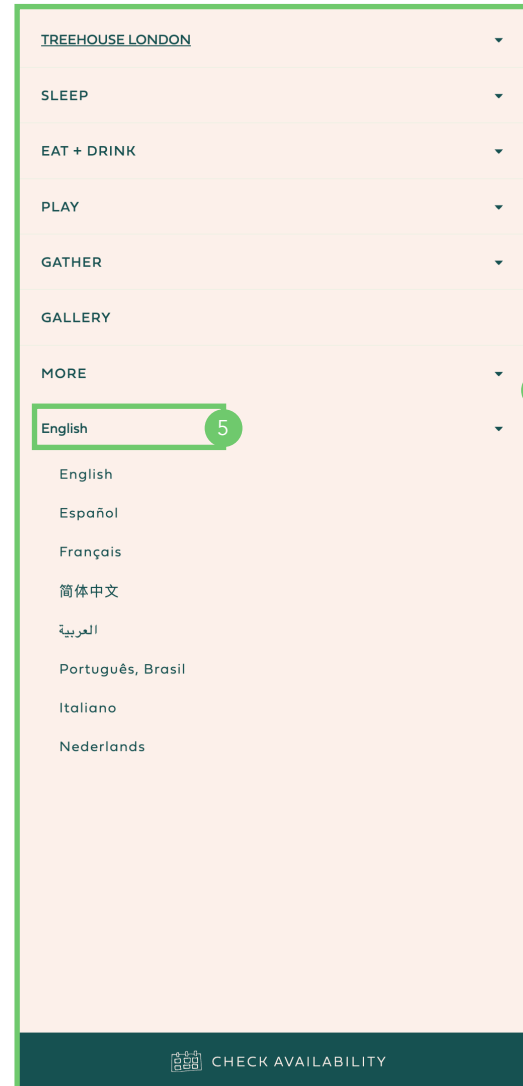 TREEHOUSE LONDON
SLEEP
EAT + DRINK
PLAY
GATHER
GALLERY
MORE
English 5
English
Español
Français
简体中文
العربية
Português, Brasil
Italiano
Nederlands
CHECK AVAILABILITY